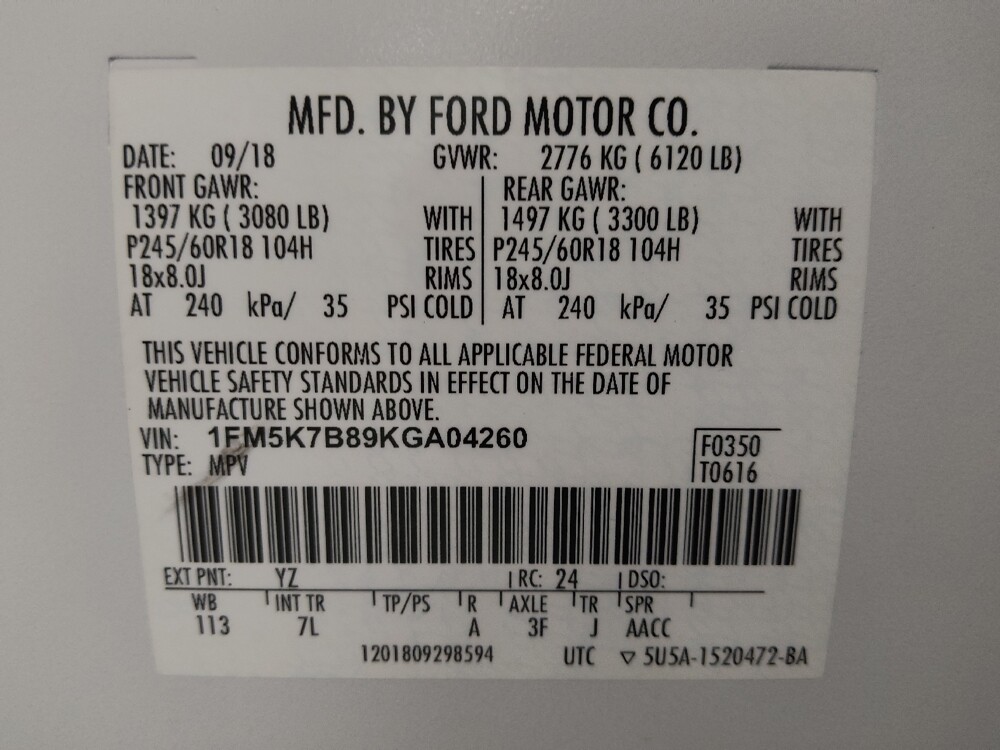 MFD. BY FORD MOTOR CO.
DATE: 09/18 GVWR: 2776 KG ( 6120 LB)
FRONT GAWR: REAR GAWR:
1397 KG ( 3080 LB) WITH 1497 KG ( 3300 LB) WITH
P245/60R18 104H TIRES P245/60R18 104H TIRES
18x8.0J RIMS 18x8.0J RIMS
AT 240 kPa/ 35 PSI COLD AT 240 kPa/ 35 PSI COLD
THIS VEHICLE CONFORMS TO ALL APPLICABLE FEDERAL MOTOR
VEHICLE SAFETY STANDARDS IN EFFECT ON THE DATE OF
MANUFACTURE SHOWN ABOVE.
VIN: 1FM5K7B89KGA04260 F0350
TYPE: MPV T0616
EXT PNT: YZ RC: 24 DSO:
WB INT TR TP/PS R AXLE TR SPR
113 7L A 3F J AACC
1201809298594 UTC ▽ 5U5A-1520472-BA